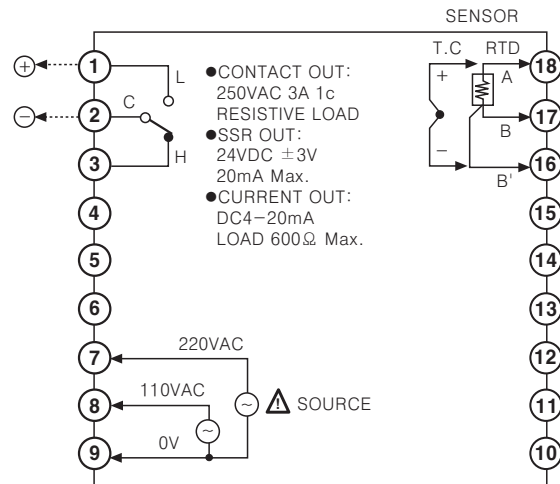 SENSOR
+ 1 L
- 2 C
3 H
4
5
6
7 220VAC
8 110VAC
9 0V
~ ~ ⚠ SOURCE
●CONTACT OUT:
250VAC 3A 1c
RESISTIVE LOAD
●SSR OUT:
24VDC ±3V
20mA Max.
●CURRENT OUT:
DC4-20mA
LOAD 600Ω Max.
T.C RTD
+ A 18
B 17
- B' 16
15
14
13
12
11
10